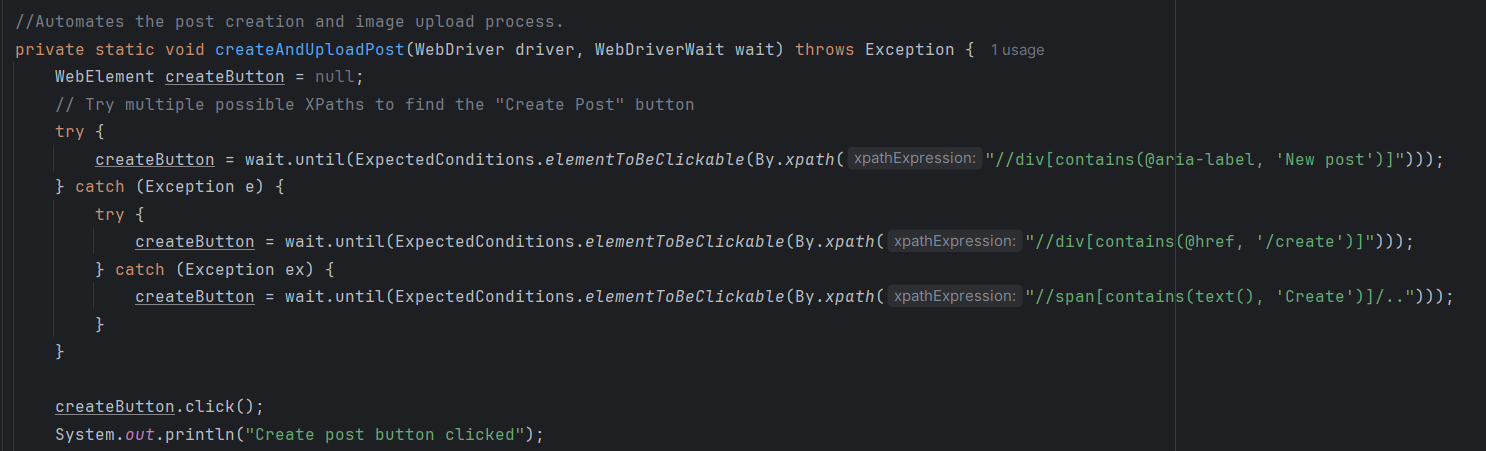 //Automates the post creation and image upload process.
private static void createAndUploadPost(WebDriver driver, WebDriverWait wait) throws Exception {  1 usage
    WebElement createButton = null;
    // Try multiple possible XPaths to find the "Create Post" button
    try {
        createButton = wait.until(ExpectedConditions.elementToBeClickable(By.xpath( xpathExpression: "//div[contains(@aria-label, 'New post')]")));
    } catch (Exception e) {
        try {
            createButton = wait.until(ExpectedConditions.elementToBeClickable(By.xpath( xpathExpression: "//div[contains(@href, '/create')]")));
        } catch (Exception ex) {
            createButton = wait.until(ExpectedConditions.elementToBeClickable(By.xpath( xpathExpression: "//span[contains(text(), 'Create')]/..")));
        }
    }
    createButton.click();
    System.out.println("Create post button clicked");